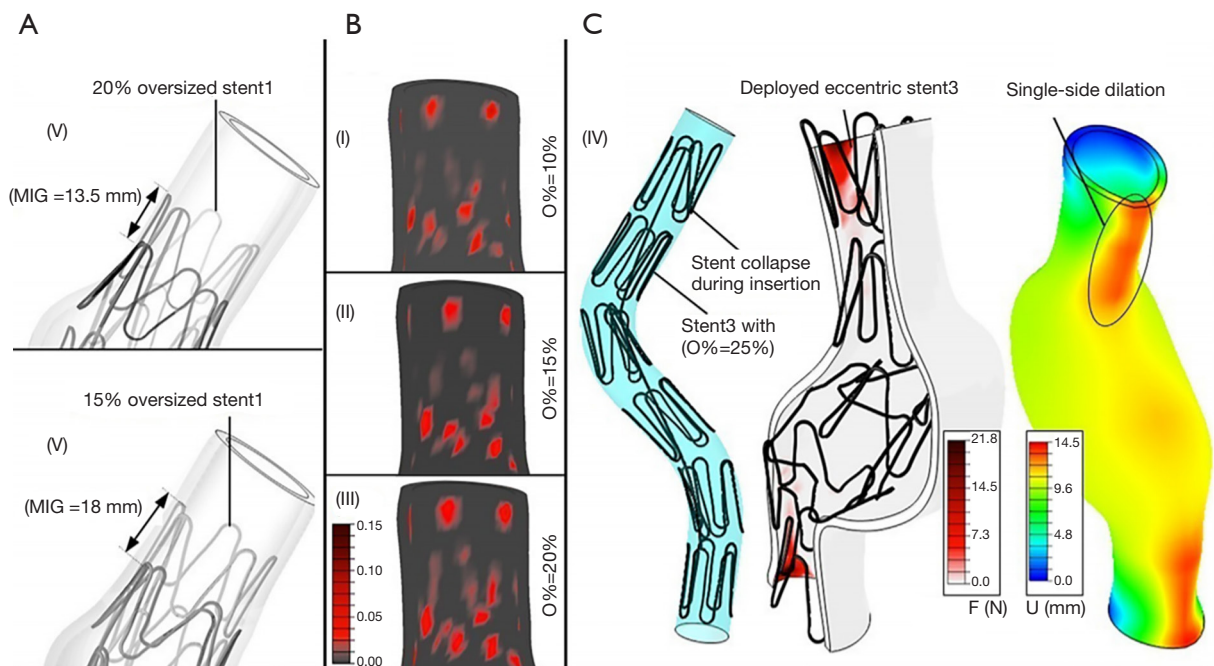 A
20% oversized stent1
(V)
(MIG =13.5 mm)
15% oversized stent1
(V)
(MIG =18 mm)
B
(I)
O%=10%
(II)
O%=15%
(III)
0.15
0.10
0.05
0.00
O%=20%
C
Deployed eccentric stent3
Single-side dilation
(IV)
Stent collapse
during insertion
Stent3 with
(O%=25%)
21.8
14.5
7.3
0.0
F (N)
14.5
9.6
4.8
0.0
U (mm)